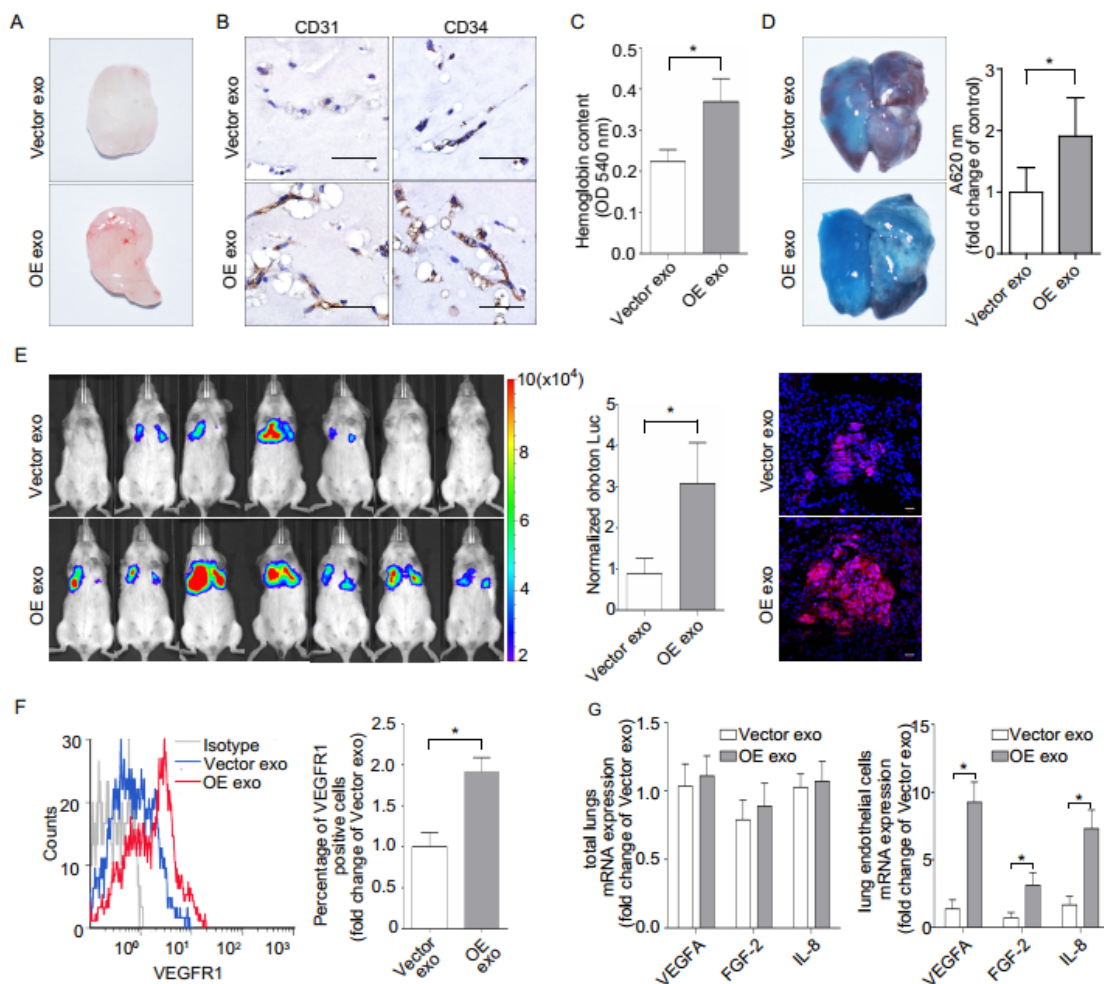 A
Vector exo
OE exo
B
CD31
CD34
Vector exo
OE exo
C
Hemoglobin content
(OD 540 nm)
0.5
0.4
0.3
0.2
0.1
0.0
*
Vector exo
OE exo
D
Vector exo
OE exo
A620 nm
(fold change of control)
3
2
1
0
*
Vector exo
OE exo
E
Vector exo
OE exo
10(x10⁴)
8
6
4
2
Normalized ohoton Luc
5
4
3
2
1
0
*
Vector exo
OE exo
Vector exo
OE exo
F
Counts
30
20
10
0
Isotype
Vector exo
OE exo
10⁰
10¹
10²
10³
VEGFR1
Percentage of VEGFR1
positive cells
(fold change of Vector exo)
2.5
2.0
1.5
1.0
0.0
*
Vector
exo
OE
exo
G
total lungs
mRNA expression
(fold change of Vector exo)
1.5
1.0
0.5
0.0
Vector exo
OE exo
VEGFA
FGF-2
IL-8
lung endothelial cells
mRNA expression
(fold change of Vector exo)
15
10
5
0
Vector exo
OE exo
*
*
*
VEGFA
FGF-2
IL-8